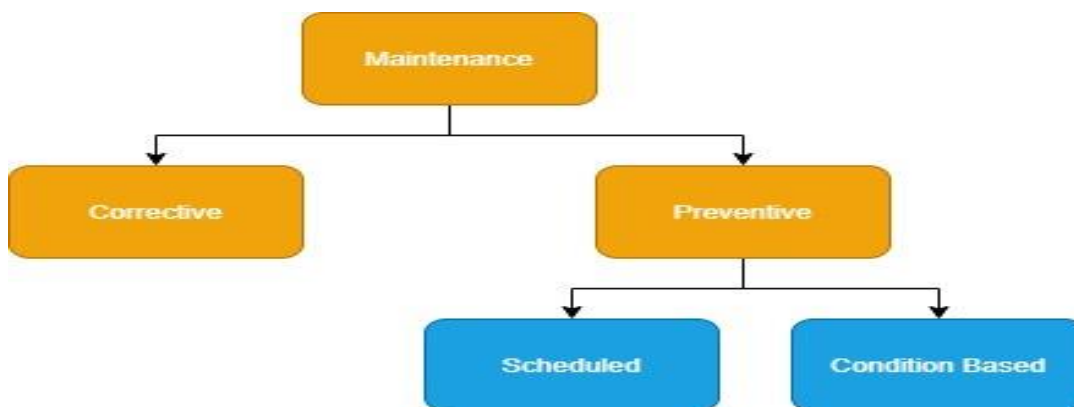 Maintenance
Corrective
Preventive
Scheduled
Condition Based